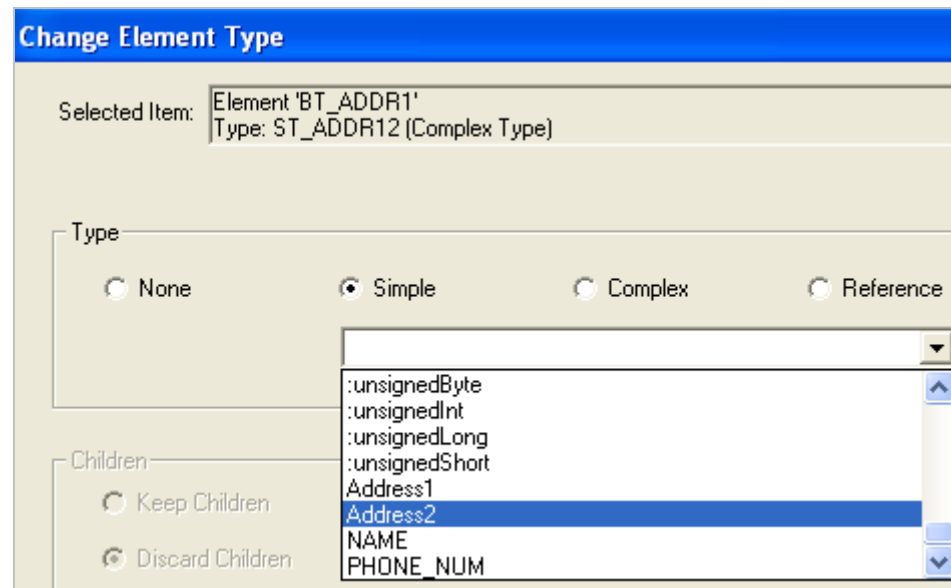 Change Element Type
Selected Item:
Element 'BT_ADDR1'
Type: ST_ADDR12 (Complex Type)
Type
None Simple Complex Reference
:unsignedByte
:unsignedInt
:unsignedLong
:unsignedShort
Children
Keep Children
Address1
Address2
Discard Children
NAME
PHONE_NUM